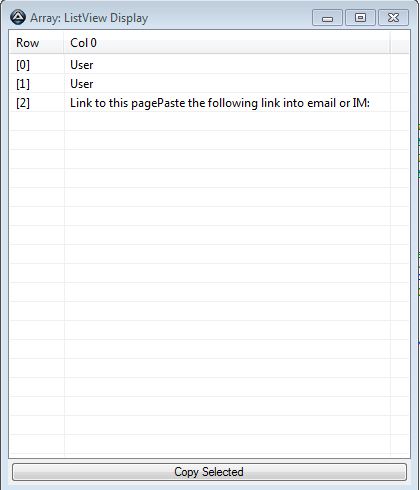 Array: ListView Display
Row Col 0
[0] User
[1] User
[2] Link to this pagePaste the following link into email or IM:
Copy Selected